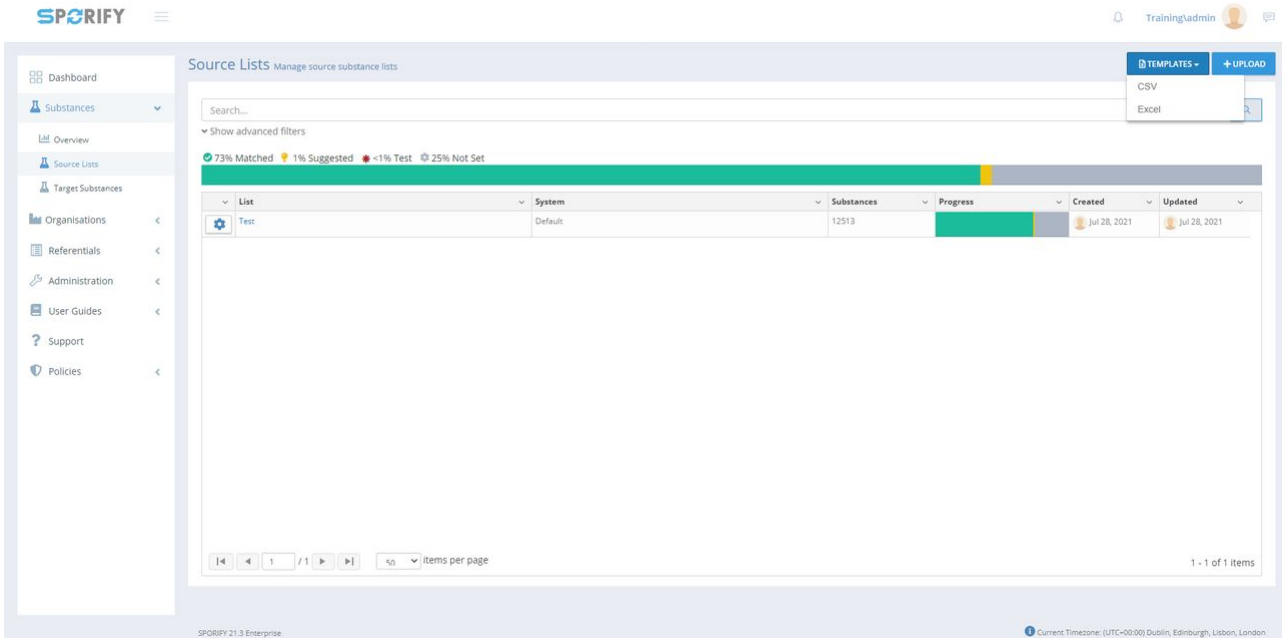 SPORIFY
Training\admin
Dashboard
Substances
Overview
Source Lists
Target Substances
Organisations
Referentials
Administration
User Guides
? Support
Policies
Source Lists Manage source substance lists
TEMPLATES
+ UPLOAD
CSV
Excel
Search...
Show advanced filters
73% Matched 1% Suggested <1% Test 25% Not Set
List System Substances Progress Created Updated
Test Default 12513 Jul 28, 2021 Jul 28, 2021
1 / 1 50 items per page
1 - 1 of 1 items
SPORIFY 21.3 Enterprise
Current Timezone: (UTC+00:00) Dublin, Edinburgh, Lisbon, London